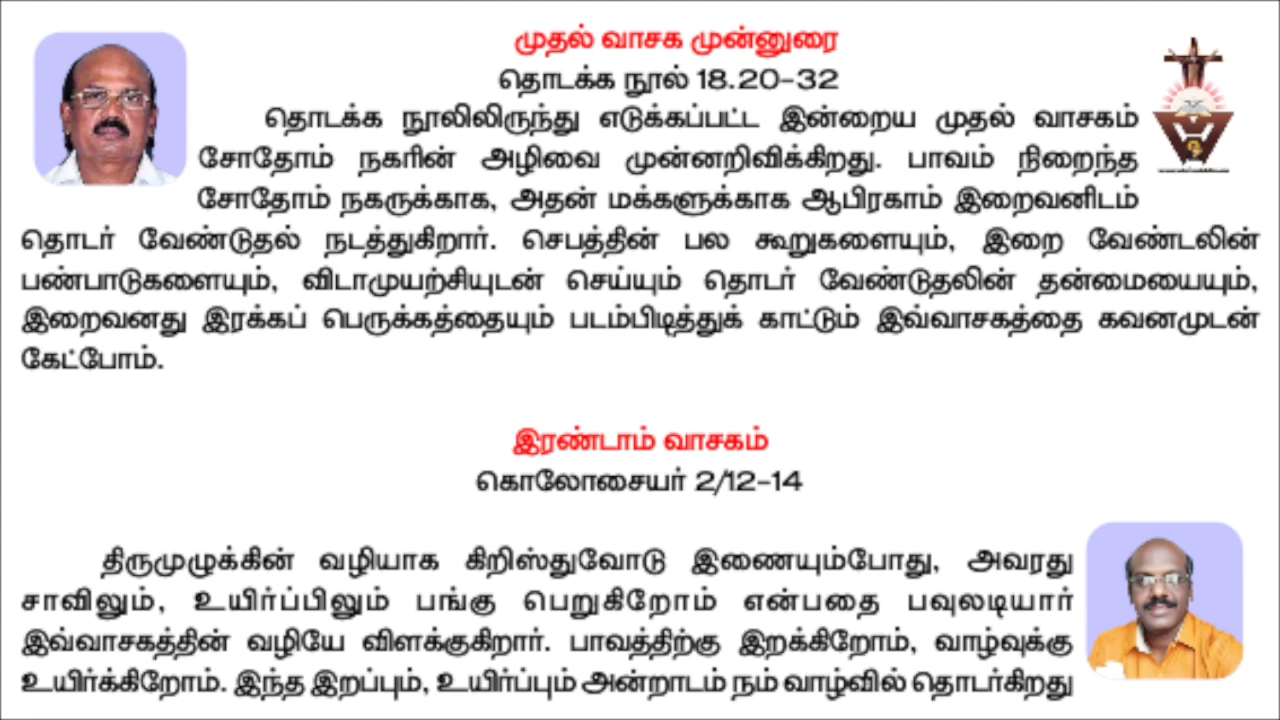 முதல் வாசக முன்னுரை
தொடக்க நூல் 18.20-32
தொடக்க நூலிலிருந்து எடுக்கப்பட்ட இன்றைய முதல் வாசகம்
சோதோம் நகரின் அழிவை முன்னறிவிக்கிறது. பாவம் நிறைந்த
சோதோம் நகருக்காக, அதன் மக்களுக்காக ஆபிரகாம் இறைவனிடம்
தொடர் வேண்டுதல் நடத்துகிறார். செபத்தின் பல கூறுகளையும், இறை வேண்டலின்
பண்பாடுகளையும், விடாமுயற்சியுடன் செய்யும் தொடர் வேண்டுதலின் தன்மையையும்,
இறைவனது இரக்கப் பெருக்கத்தையும் படம்பிடித்துக் காட்டும் இவ்வாசகத்தை கவனமுடன்
கேட்போம்.
இரண்டாம் வாசகம்
கொலோசையர் 2/12-14
திருமுழுக்கின் வழியாக கிறிஸ்துவோடு இணையும்போது, அவரது
சாவிலும், உயிர்ப்பிலும் பங்கு பெறுகிறோம் என்பதை பவுலடியார்
இவ்வாசகத்தின் வழியே விளக்குகிறார். பாவத்திற்கு இறக்கிறோம், வாழ்வுக்கு
உயிர்க்கிறோம். இந்த இறப்பும், உயிர்ப்பும் அன்றாடம் நம் வாழ்வில் தொடர்கிறது